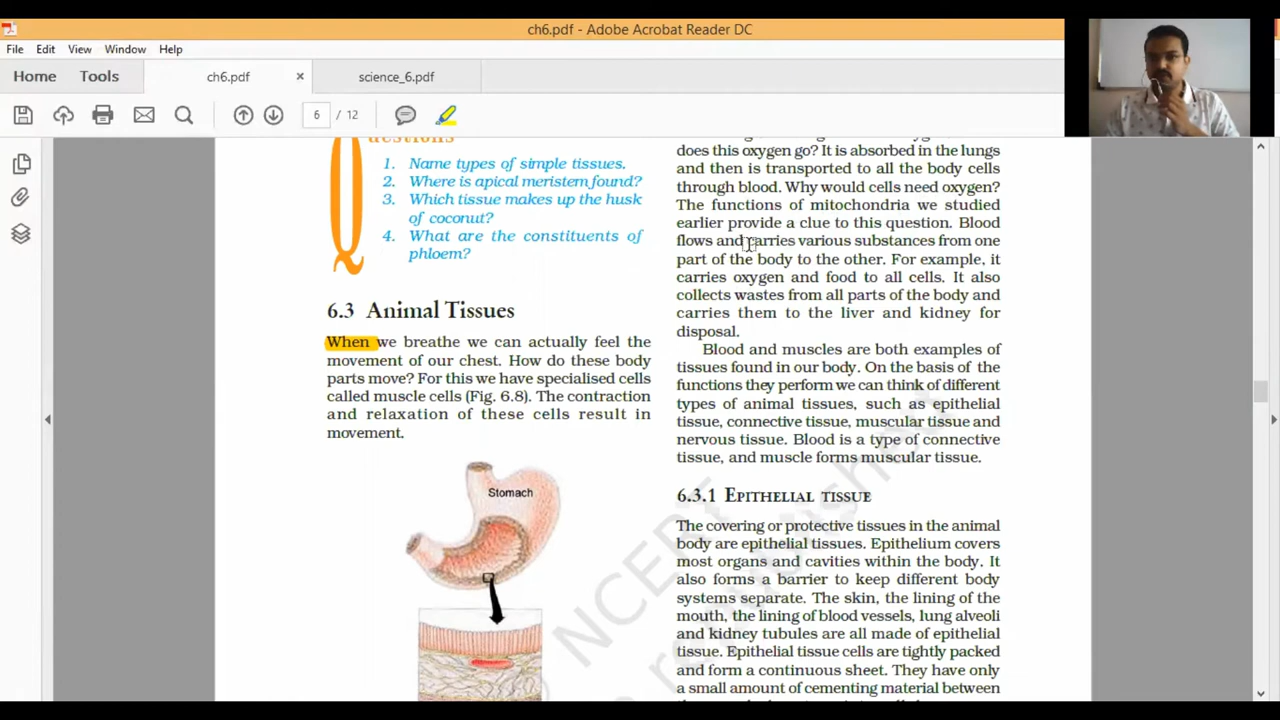 ch6.pdf - Adobe Acrobat Reader DC
File Edit View Window Help
Home Tools ch6.pdf × science_6.pdf
6 / 12
Q uestions
1. Name types of simple tissues.
2. Where is apical meristem found?
3. Which tissue makes up the husk
of coconut?
4. What are the constituents of
phloem?
6.3 Animal Tissues
When we breathe we can actually feel the
movement of our chest. How do these body
parts move? For this we have specialised cells
called muscle cells (Fig. 6.8). The contraction
and relaxation of these cells result in
movement.
Stomach
does this oxygen go? It is absorbed in the lungs
and then is transported to all the body cells
through blood. Why would cells need oxygen?
The functions of mitochondria we studied
earlier provide a clue to this question. Blood
flows and carries various substances from one
part of the body to the other. For example, it
carries oxygen and food to all cells. It also
collects wastes from all parts of the body and
carries them to the liver and kidney for
disposal.
Blood and muscles are both examples of
tissues found in our body. On the basis of the
functions they perform we can think of different
types of animal tissues, such as epithelial
tissue, connective tissue, muscular tissue and
nervous tissue. Blood is a type of connective
tissue, and muscle forms muscular tissue.
6.3.1 EPITHELIAL TISSUE
The covering or protective tissues in the animal
body are epithelial tissues. Epithelium covers
most organs and cavities within the body. It
also forms a barrier to keep different body
systems separate. The skin, the lining of the
mouth, the lining of blood vessels, lung alveoli
and kidney tubules are all made of epithelial
tissue. Epithelial tissue cells are tightly packed
and form a continuous sheet. They have only
a small amount of cementing material between
© NCERT